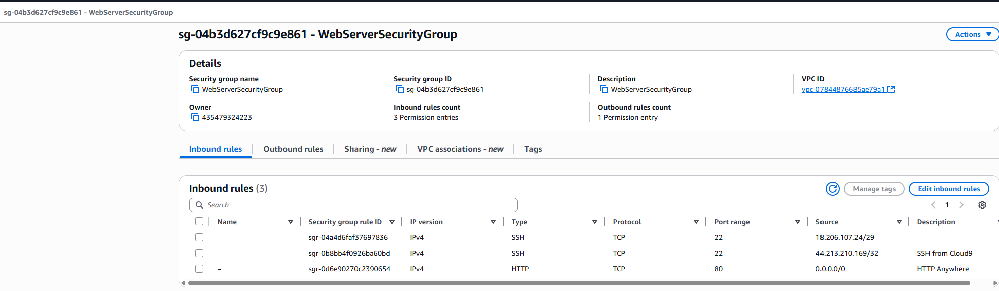 sg-04b3d627cf9c9e861 - WebServerSecurityGroup
sg-04b3d627cf9c9e861 - WebServerSecurityGroup
Actions
Details
Security group name
WebServerSecurityGroup
Security group ID
sg-04b3d627cf9c9e861
Description
WebServerSecurityGroup
VPC ID
vpc-07844876685ae79a1
Owner
435479324223
Inbound rules count
3 Permission entries
Outbound rules count
1 Permission entry
Inbound rules Outbound rules Sharing - new VPC associations - new Tags
Inbound rules (3)
Manage tags
Edit inbound rules
Search
1
Name Security group rule ID IP version Type Protocol Port range Source Description
– sgr-04a4d6faf37697836 IPv4 SSH TCP 22 18.206.107.24/29 –
– sgr-0b8bb4f0926ba60bd IPv4 SSH TCP 22 44.213.210.169/32 SSH from Cloud9
– sgr-0d6e90270c2390654 IPv4 HTTP TCP 80 0.0.0.0/0 HTTP Anywhere